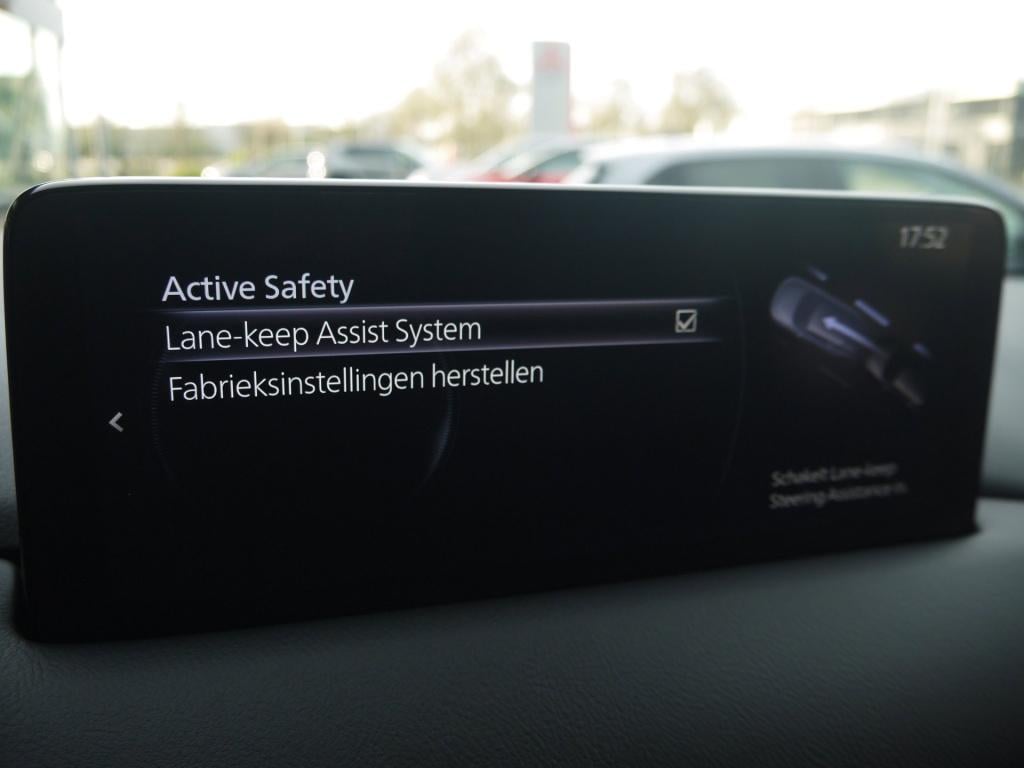 17:52
Active Safety
Lane-keep Assist System
Fabrieksinstellingen herstellen
Schakelt Lane-keep
Steering Assistance in.